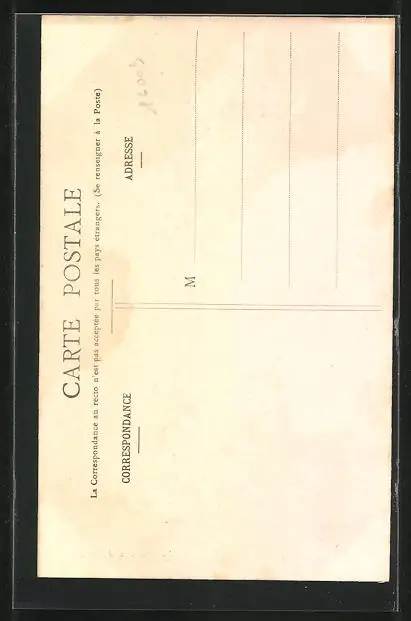 CARTE POSTALE
La Correspondance au recto n'est pas acceptée par tous les pays étrangers. (Se renseigner à la Poste)
CORRESPONDANCE
ADRESSE
M